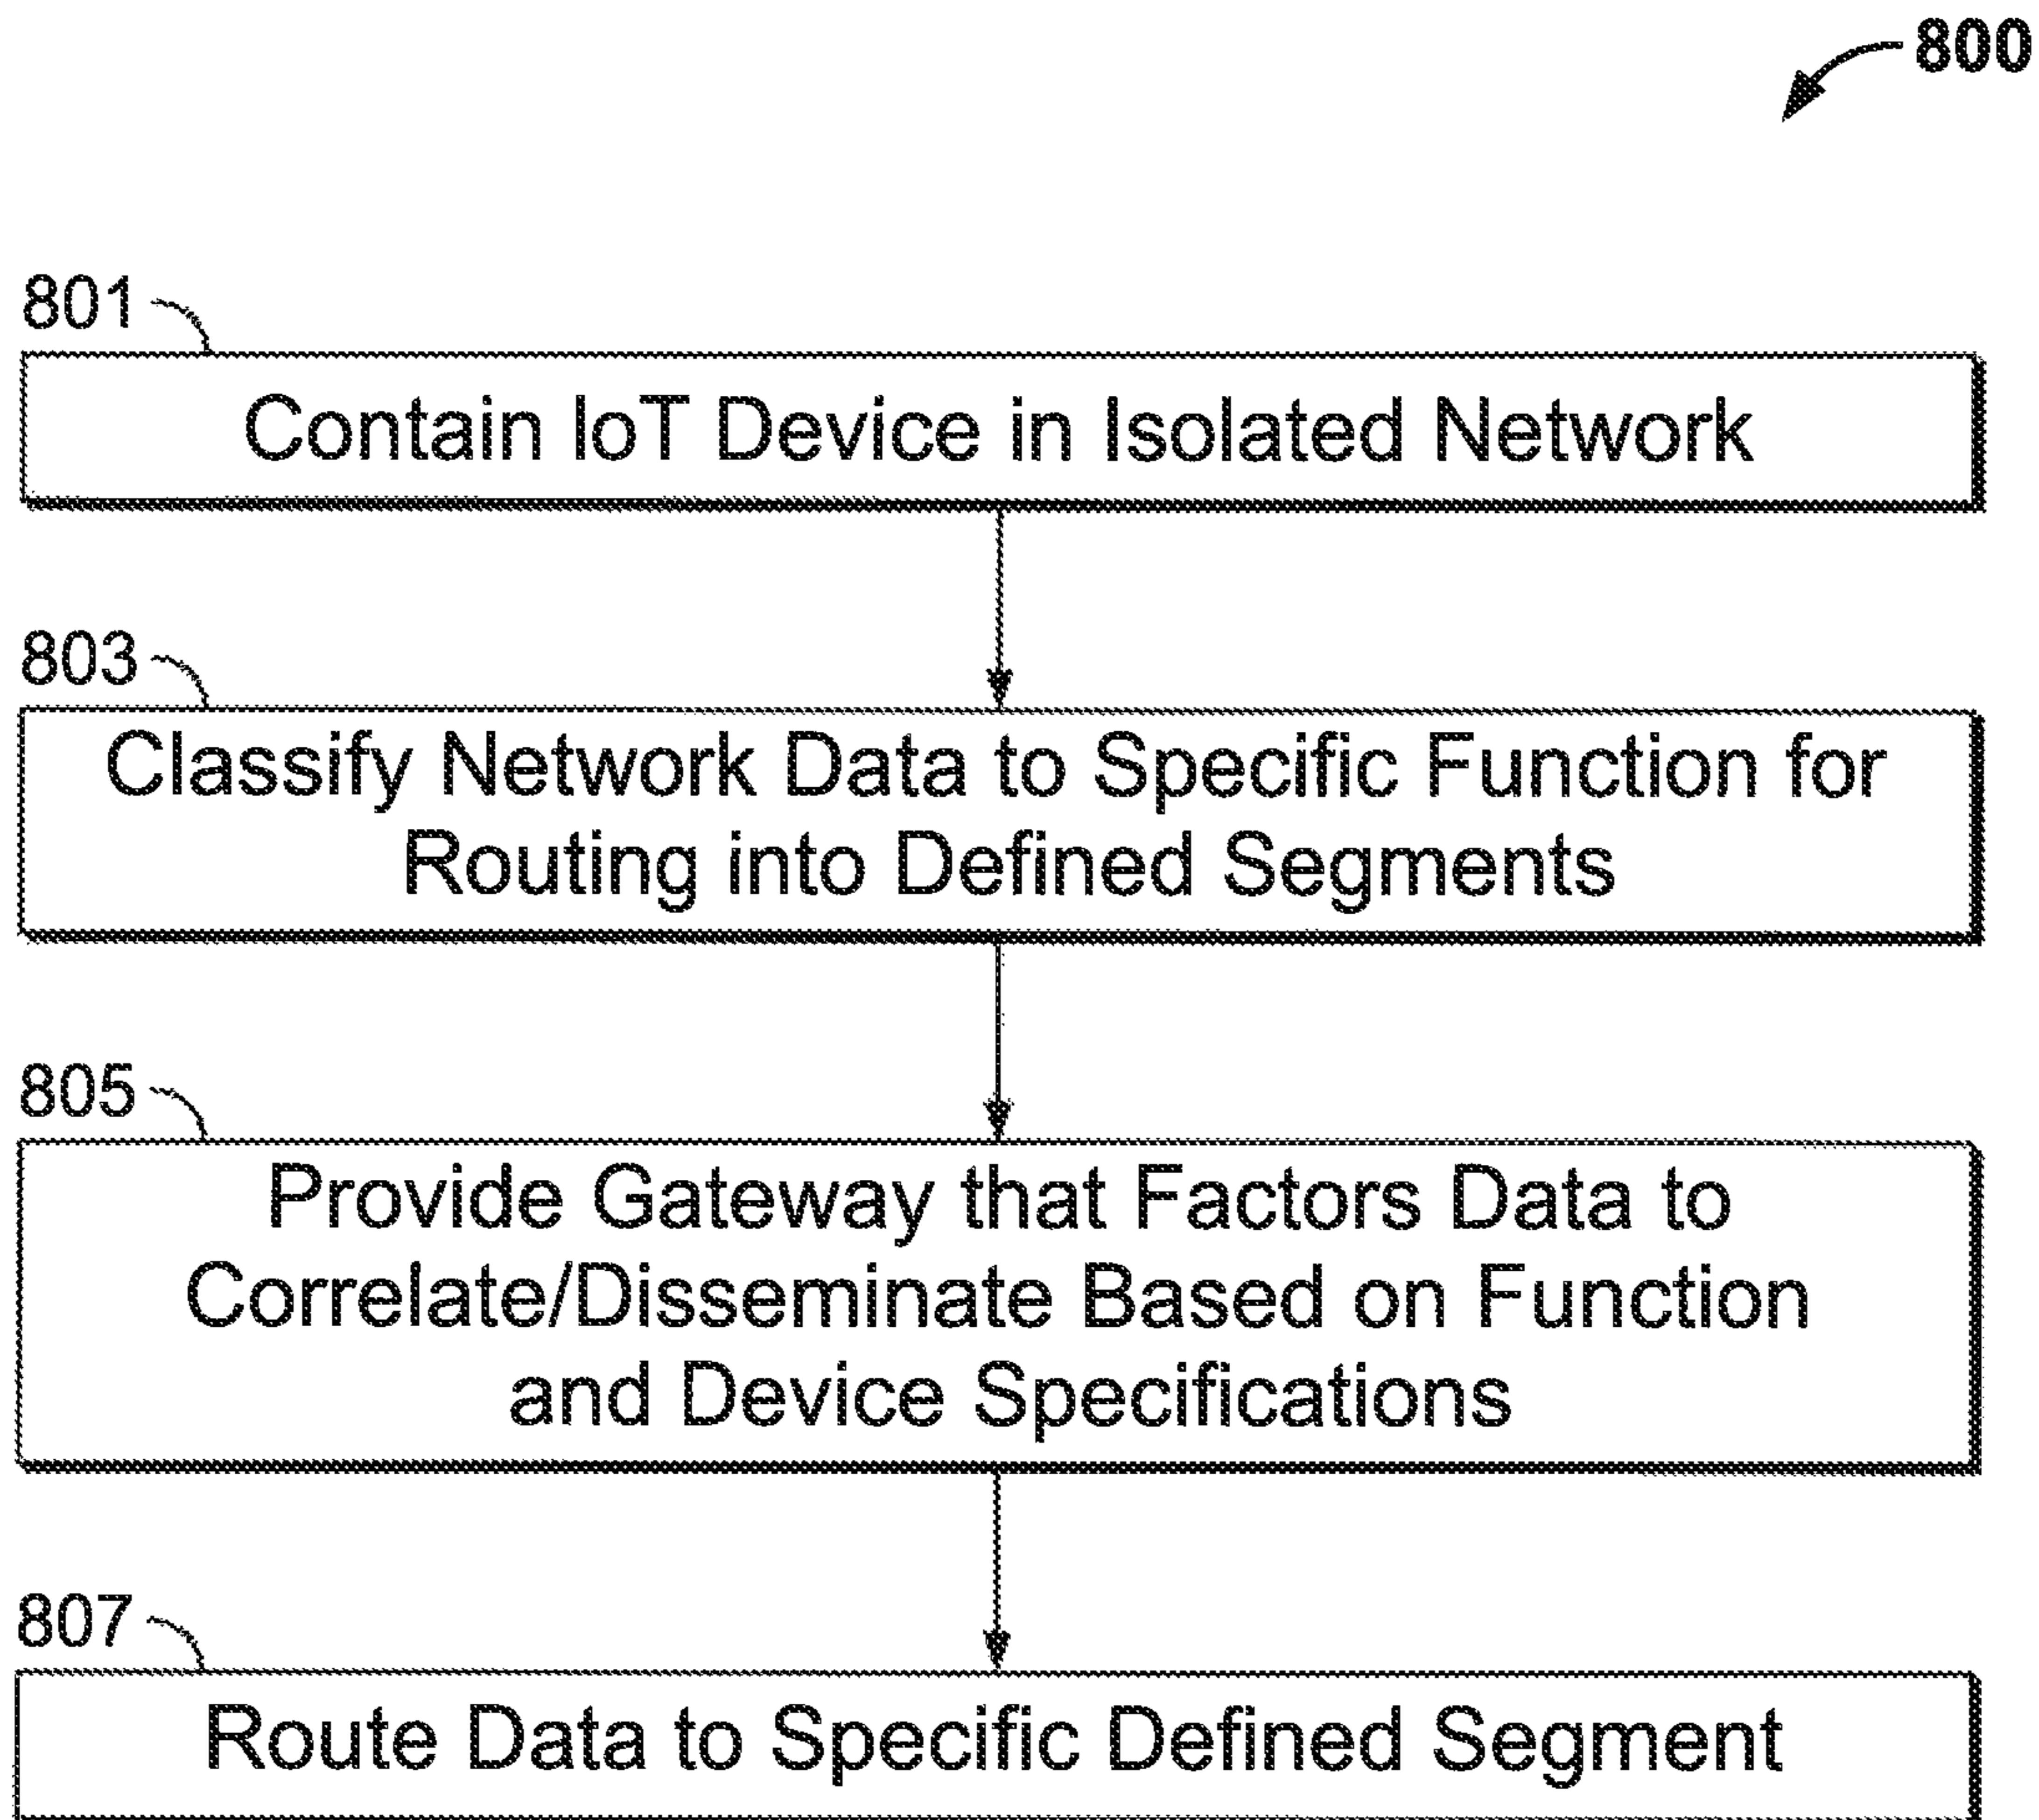 800
801
Contain IoT Device in Isolated Network
803
Classify Network Data to Specific Function for
Routing into Defined Segments
805
Provide Gateway that Factors Data to
Correlate/Disseminate Based on Function
and Device Specifications
807
Route Data to Specific Defined Segment